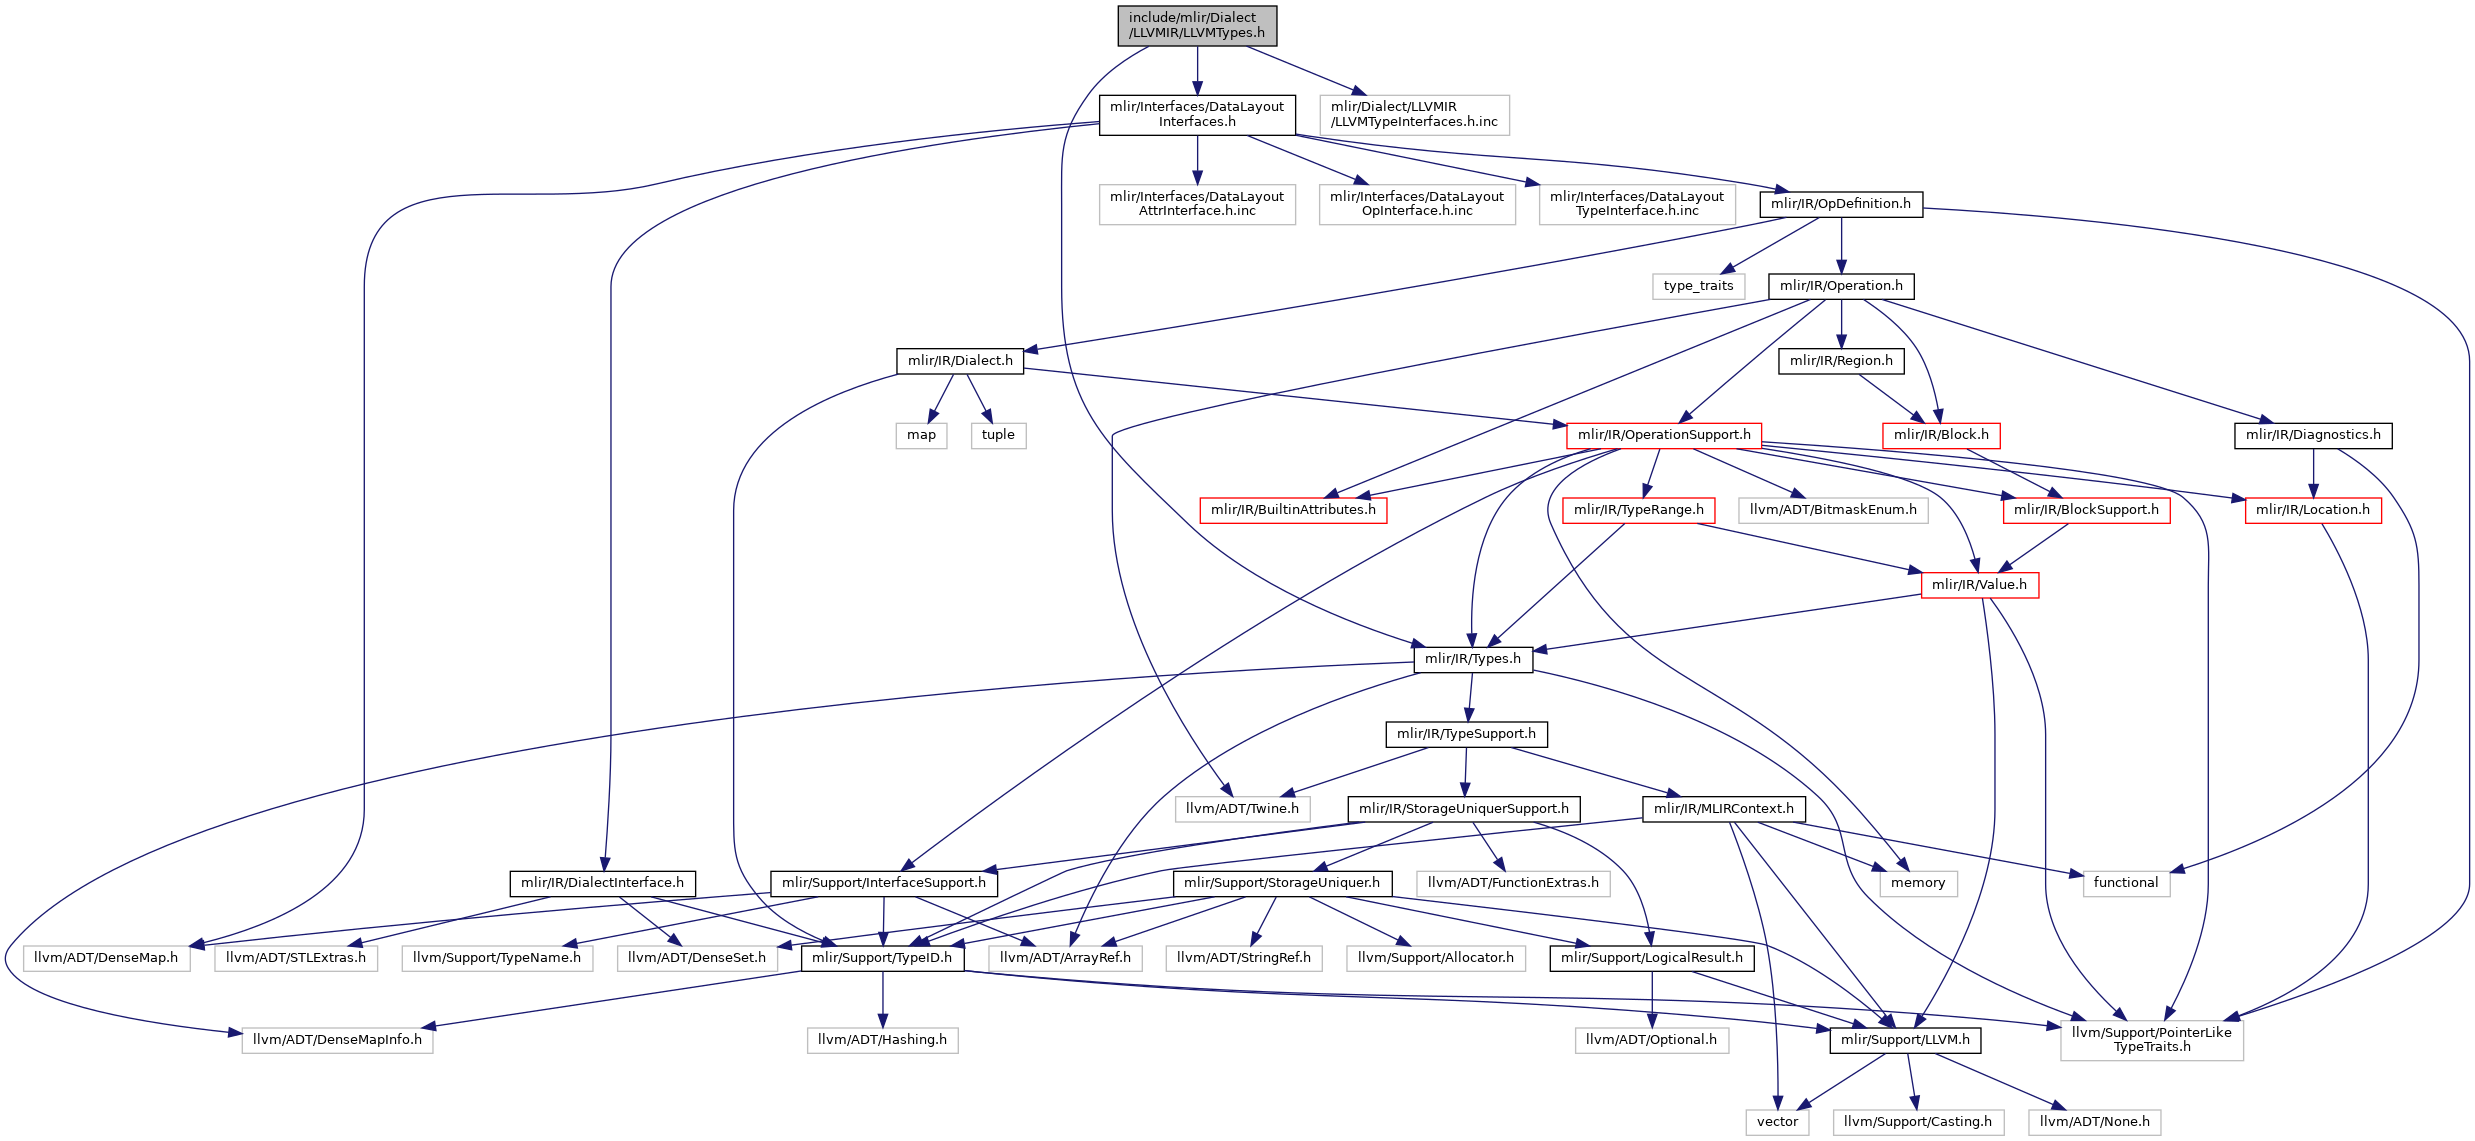 include/mlir/Dialect
/LLVMIR/LLVMTypes.h
mlir/Interfaces/DataLayout
Interfaces.h
mlir/Dialect/LLVMIR
/LLVMTypeInterfaces.h.inc
mlir/Interfaces/DataLayout
AttrInterface.h.inc
mlir/Interfaces/DataLayout
OpInterface.h.inc
mlir/Interfaces/DataLayout
TypeInterface.h.inc
mlir/IR/OpDefinition.h
type_traits
mlir/IR/Operation.h
mlir/IR/Dialect.h
mlir/IR/Region.h
map
tuple
mlir/IR/OperationSupport.h
mlir/IR/Block.h
mlir/IR/Diagnostics.h
mlir/IR/BuiltinAttributes.h
mlir/IR/TypeRange.h
llvm/ADT/BitmaskEnum.h
mlir/IR/BlockSupport.h
mlir/IR/Location.h
mlir/IR/Value.h
mlir/IR/Types.h
mlir/IR/TypeSupport.h
llvm/ADT/Twine.h
mlir/IR/StorageUniquerSupport.h
mlir/IR/MLIRContext.h
mlir/IR/DialectInterface.h
mlir/Support/InterfaceSupport.h
mlir/Support/StorageUniquer.h
llvm/ADT/FunctionExtras.h
memory
functional
llvm/ADT/DenseMap.h
llvm/ADT/STLExtras.h
llvm/Support/TypeName.h
llvm/ADT/DenseSet.h
mlir/Support/TypeID.h
llvm/ADT/ArrayRef.h
llvm/ADT/StringRef.h
llvm/Support/Allocator.h
mlir/Support/LogicalResult.h
llvm/ADT/DenseMapInfo.h
llvm/ADT/Hashing.h
llvm/ADT/Optional.h
mlir/Support/LLVM.h
llvm/Support/PointerLike
TypeTraits.h
vector
llvm/Support/Casting.h
llvm/ADT/None.h